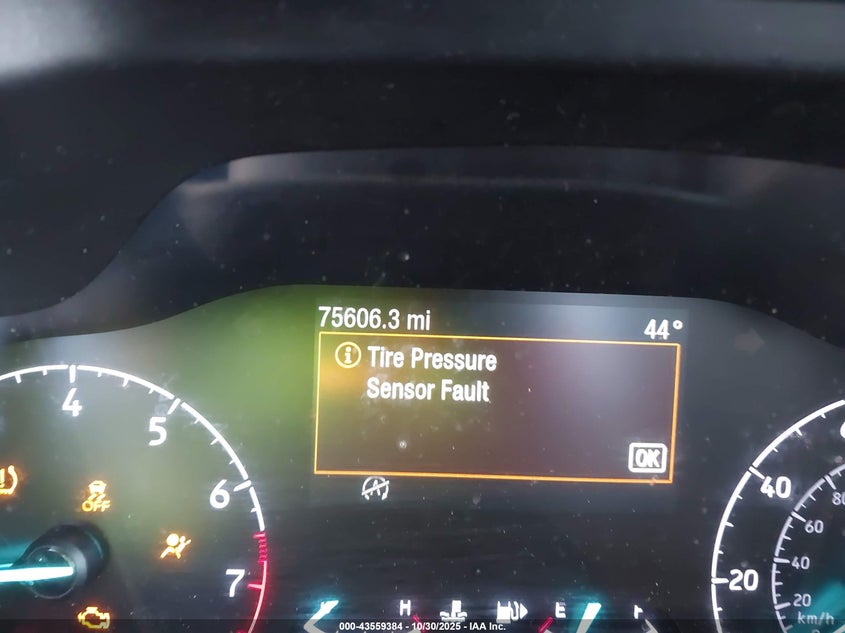 75606.3 mi
44°
Tire Pressure
Sensor Fault
OK
4
5
6
7
OFF
40
20
80
60
40
20
km/h
H
E
000-43559384 - 10/30/2025 - IAA Inc.